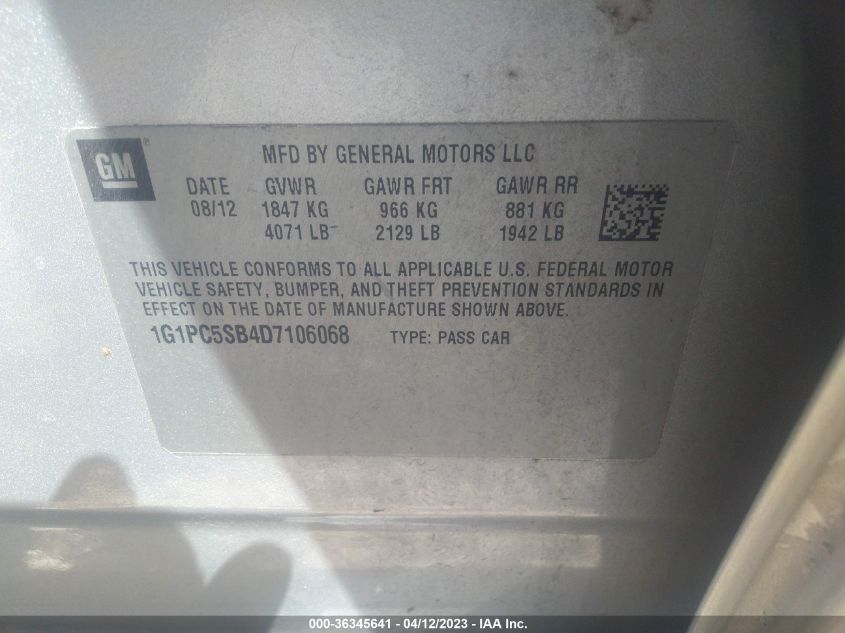 GM ®
MFD BY GENERAL MOTORS LLC
DATE GVWR GAWR FRT GAWR RR
08/12 1847 KG 966 KG 881 KG
4071 LB 2129 LB 1942 LB
THIS VEHICLE CONFORMS TO ALL APPLICABLE U.S. FEDERAL MOTOR
VEHICLE SAFETY, BUMPER, AND THEFT PREVENTION STANDARDS IN
EFFECT ON THE DATE OF MANUFACTURE SHOWN ABOVE.
1G1PC5SB4D7106068 TYPE: PASS CAR
000-36345641 - 04/12/2023 - IAA Inc.